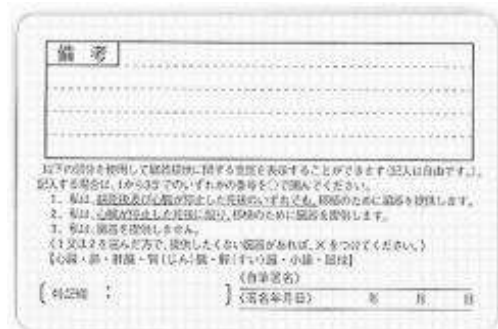 備考
以下の部分を使用して臓器提供に関する意思を表示することができます(記入は自由です。)。
記入する場合は、1から3までのいずれかの番号を○で囲んでください。
1. 私は、脳死後及び心臓が停止した死後のいずれでも、移植のために臓器を提供します。
2. 私は、心臓が停止した死後に限り、移植のために臓器を提供します。
3. 私は、臓器を提供しません。
《1又は2を選んだ方で、提供したくない臓器があれば、×をつけてください。》
【心臓・肺・肝臓・腎(じん)臓・膵(すい)臓・小腸・眼球】
[特記欄:]
《自筆署名》
《署名年月日》 年 月 日